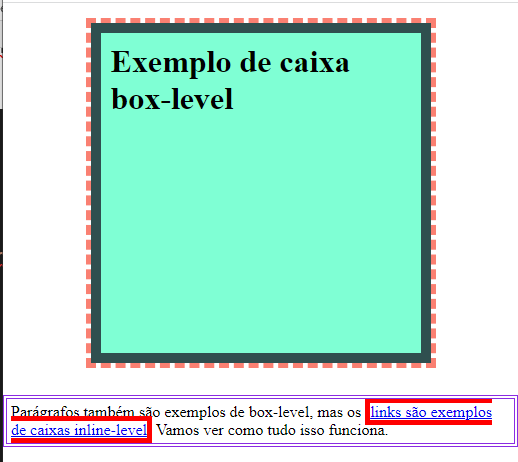 Exemplo de caixa
box-level
Parágrafos também são exemplos de box-level, mas os links são exemplos
de caixas inline-level. Vamos ver como tudo isso funciona.